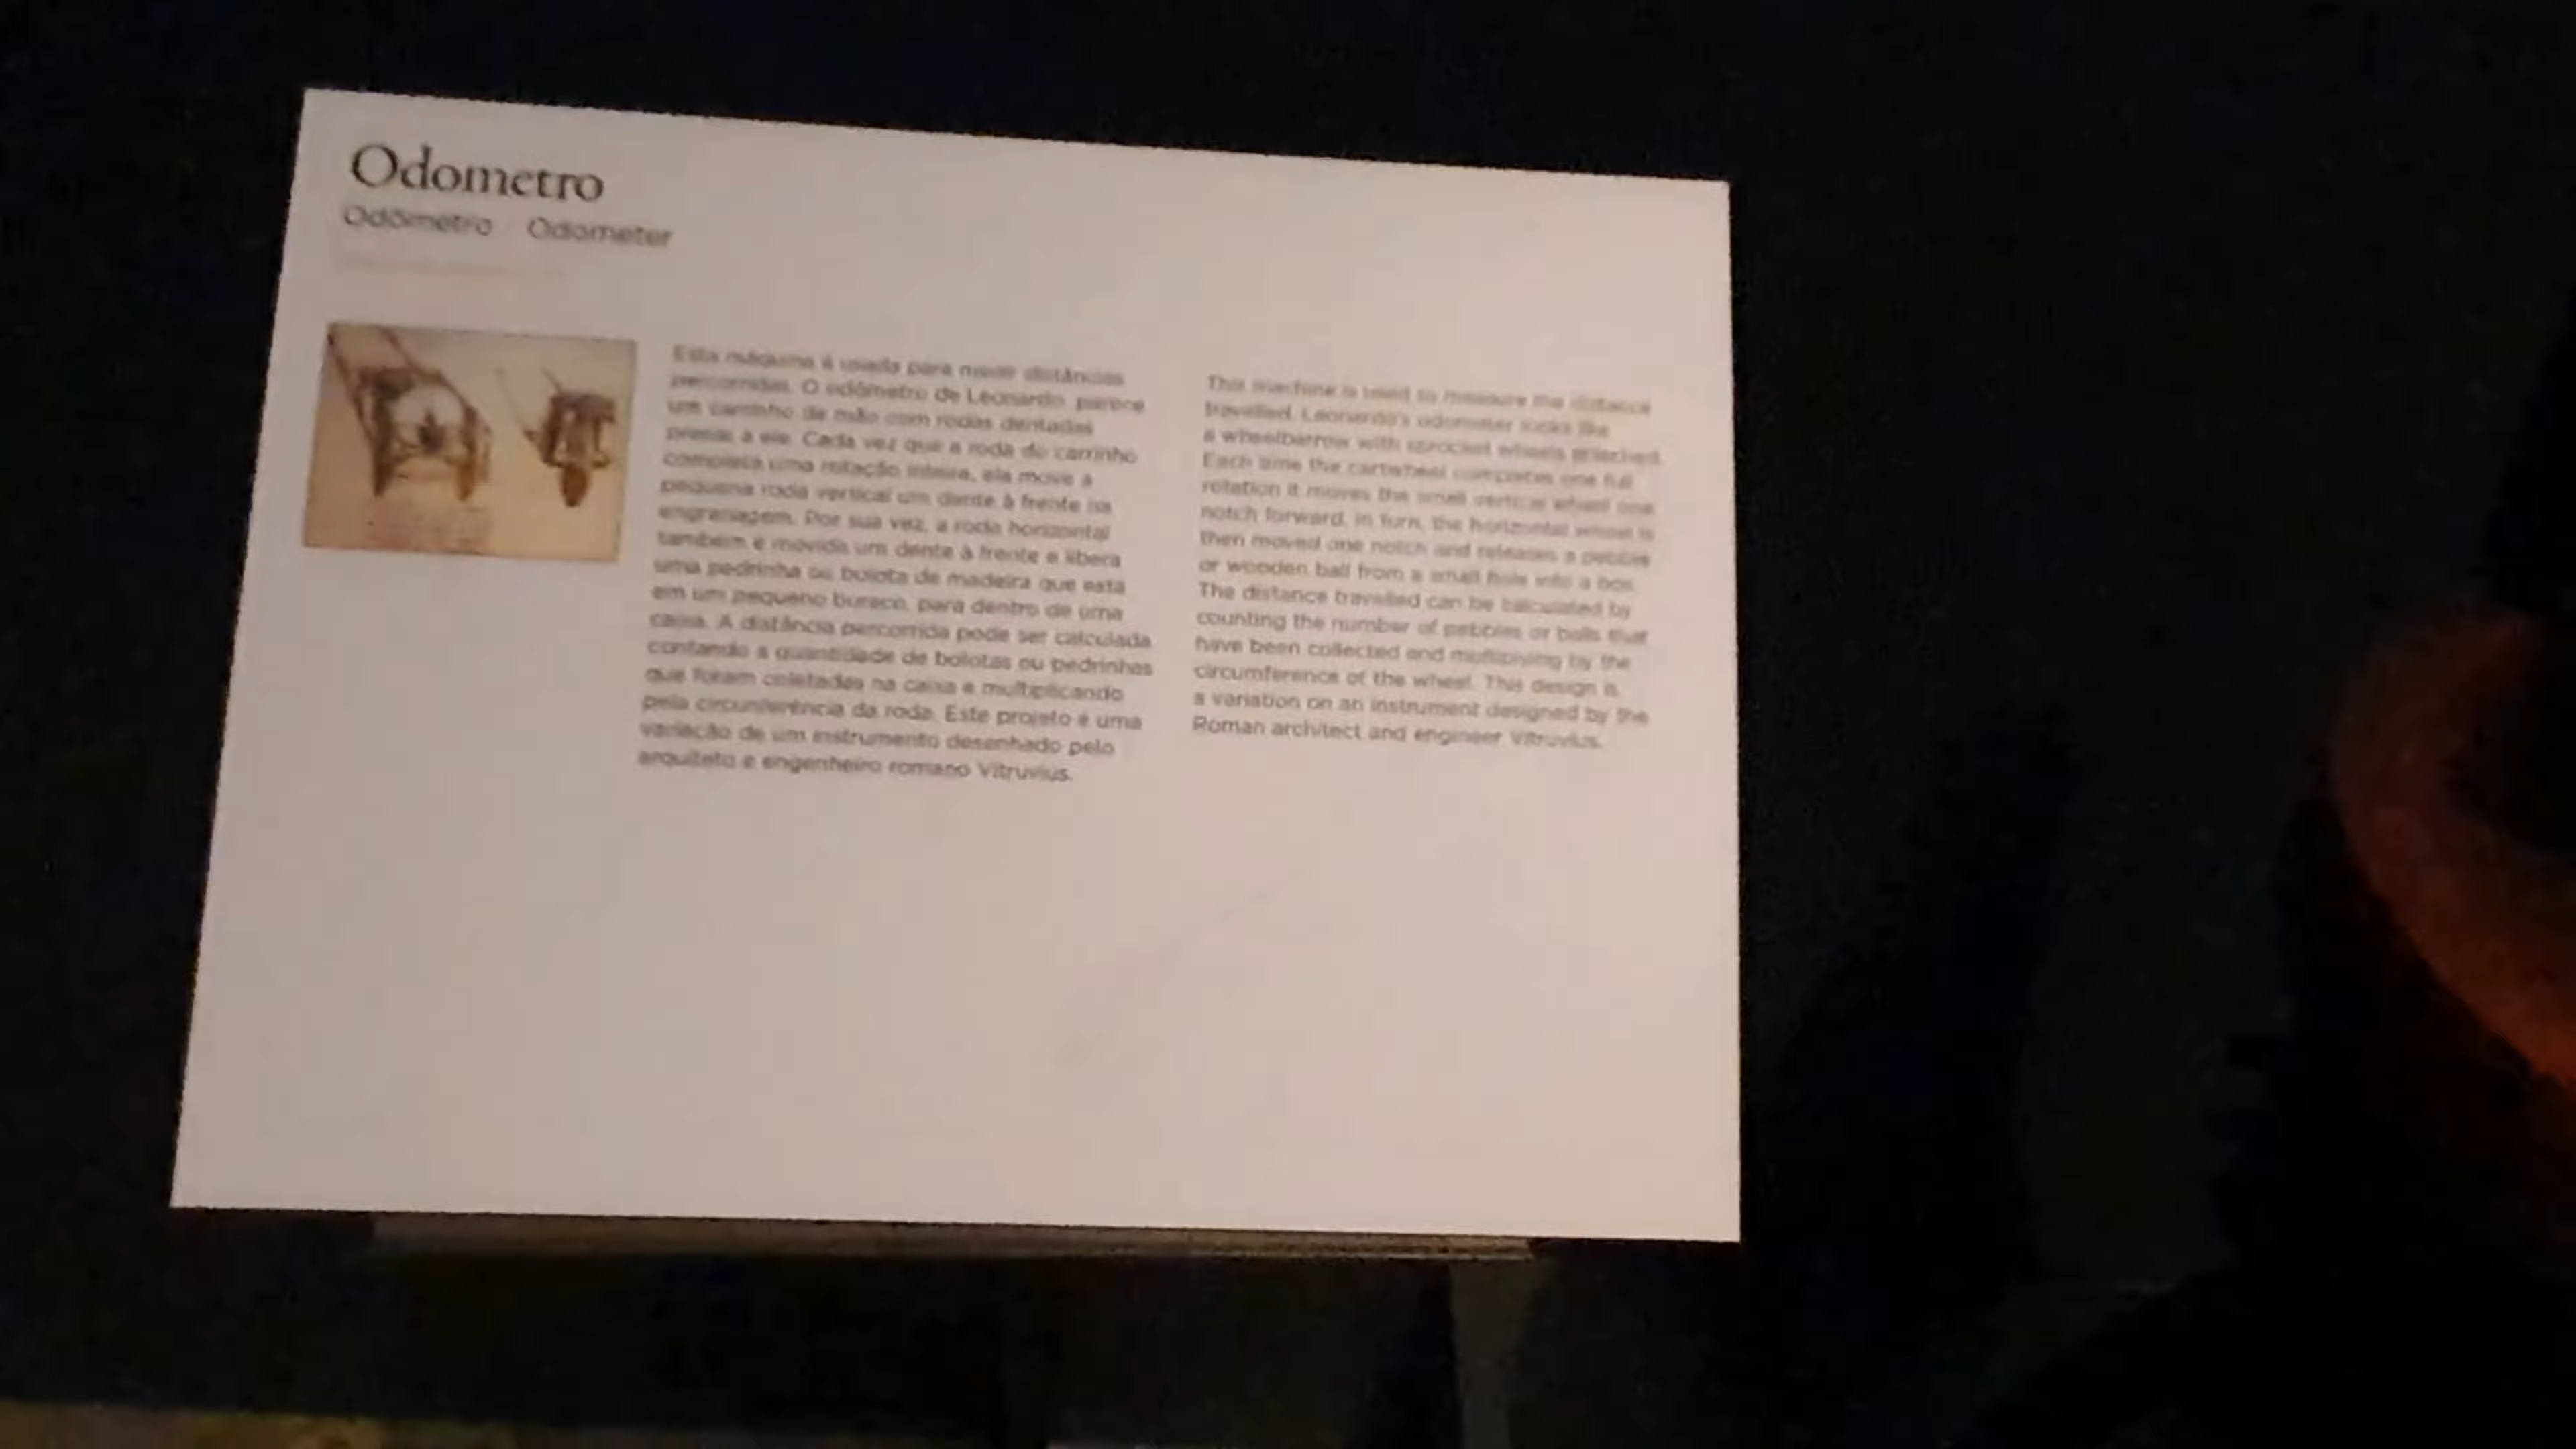 Odometro
Odômetro Odometer
Esta máquina é usada para medir distâncias
percorridas. O odômetro de Leonardo parece
um carrinho de mão com rodas dentadas
presas a ele. Cada vez que a roda do carrinho
completa uma rotação inteira, ela move a
pequena roda vertical um dente à frente na
engrenagem. Por sua vez, a roda horizontal
também é movida um dente à frente e libera
uma pedrinha ou bolota de madeira que está
em um pequeno buraco, para dentro de uma
caixa. A distância percorrida pode ser calculada
contando a quantidade de bolotas ou pedrinhas
que foram coletadas na caixa e multiplicando
pela circunferência da roda. Este projeto é uma
variação de um instrumento desenhado pelo
arquiteto e engenheiro romano Vitruvius.
This machine is used to measure the distance
travelled. Leonardo's odometer looks like
a wheelbarrow with sprocket wheels attached.
Each time the cartwheel completes one full
rotation it moves the small vertical wheel one
notch forward. In turn, the horizontal wheel is
then moved one notch and releases a pebble
or wooden ball from a small hole into a box.
The distance travelled can be calculated by
counting the number of pebbles or balls that
have been collected and multiplying by the
circumference of the wheel. This design is
a variation on an instrument designed by the
Roman architect and engineer Vitruvius.